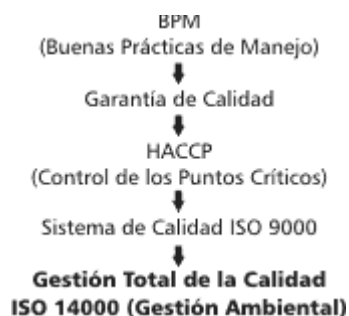 BPM
(Buenas Prácticas de Manejo)
Garantía de Calidad
HACCP
(Control de los Puntos Críticos)
Sistema de Calidad ISO 9000
Gestión Total de la Calidad
ISO 14000 (Gestión Ambiental)